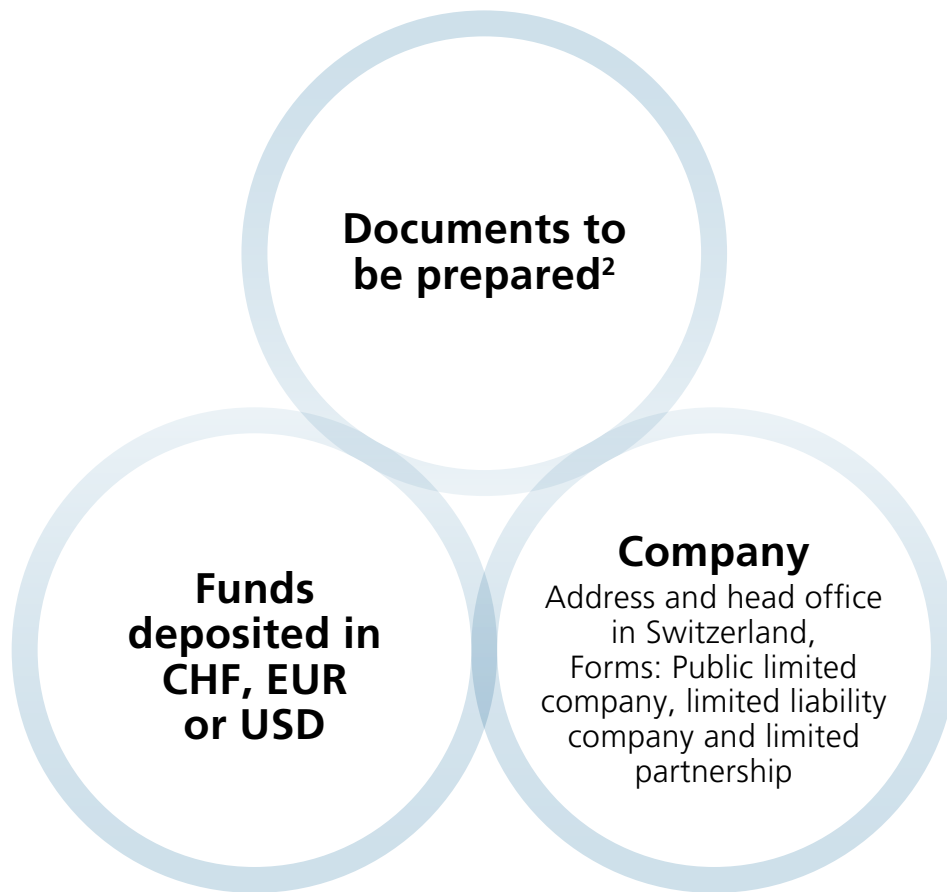 Documents to
be prepared²
Funds
deposited in
CHF, EUR
or USD
Company
Address and head office
in Switzerland,
Forms: Public limited
company, limited liability
company and limited
partnership